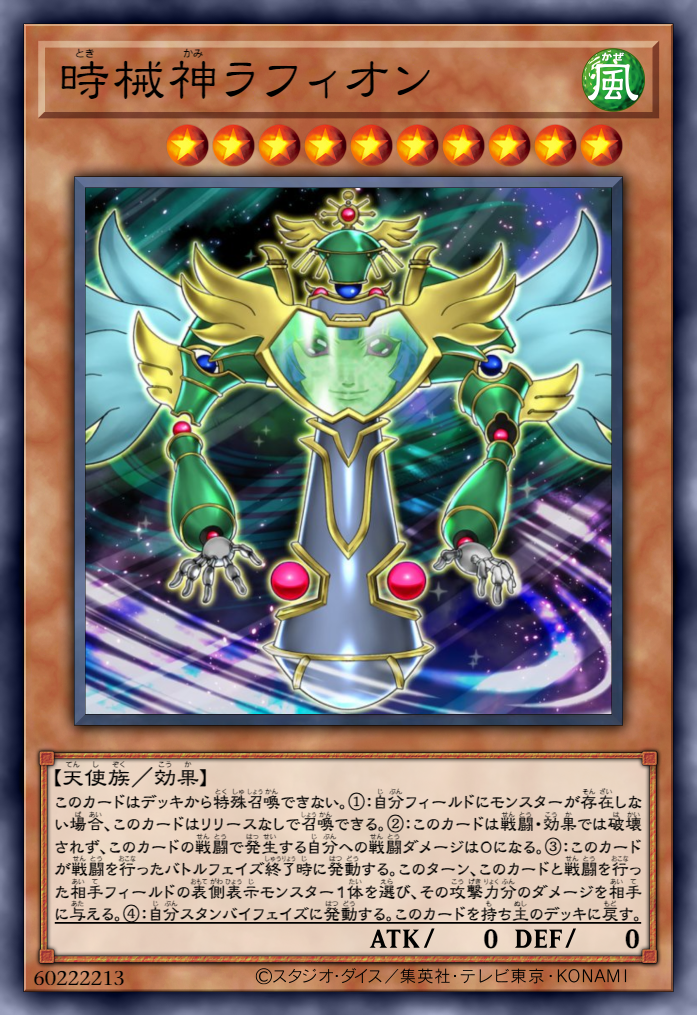 時械神ラフィオン
風
【天使族／効果】
このカードはデッキから特殊召喚できない。①：自分フィールドにモンスターが存在しな
い場合、このカードはリリースなしで召喚できる。②：このカードは戦闘・効果では破壊
されず、このカードの戦闘で発生する自分への戦闘ダメージは0になる。③：このカード
が戦闘を行ったバトルフェイズ終了時に発動する。このターン、このカードと戦闘を行っ
た相手フィールドの表側表示モンスター1体を選び、その攻撃力分のダメージを相手
に与える。④：自分スタンバイフェイズに発動する。このカードを持ち主のデッキに戻す。
ATK/ 0 DEF/ 0
60222213 ©スタジオ・ダイス／集英社・テレビ東京・KONAMI